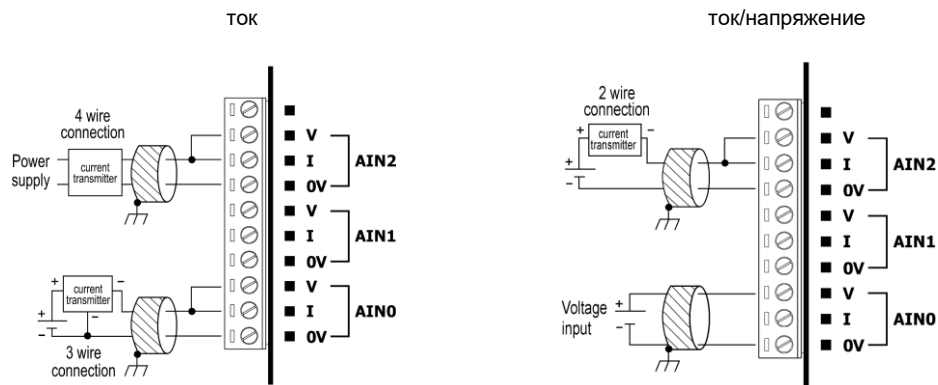 ток
4 wire
connection
Power
supply
current
transmitter
+
−
current
transmitter
+
−
−
3 wire
connection
V
I
0V
AIN2
V
I
0V
AIN1
V
I
0V
AIN0
ток/напряжение
2 wire
connection
+
current
transmitter
−
+
−
Voltage
input
+
−
V
I
0V
AIN2
V
I
0V
AIN1
V
I
0V
AIN0